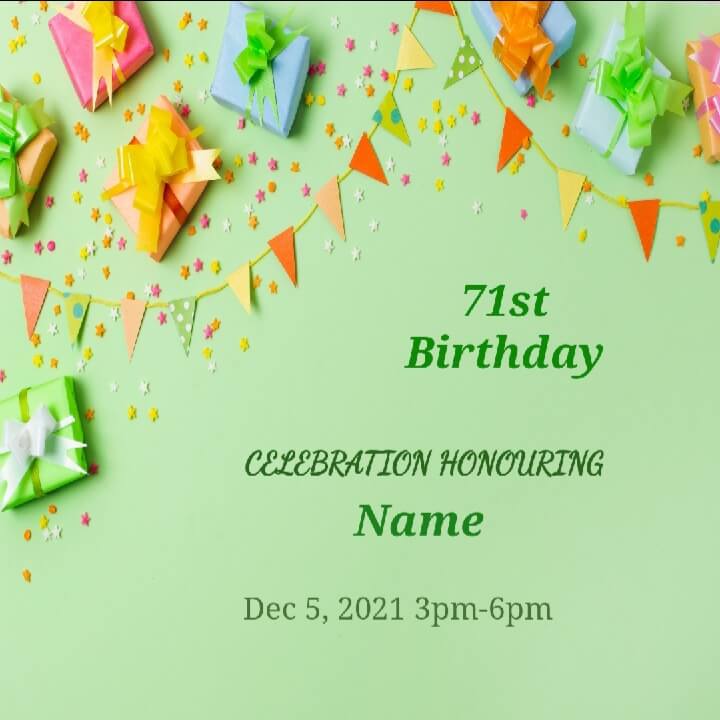 71st
Birthday
CELEBRATION HONOURING
Name
Dec 5, 2021 3pm-6pm